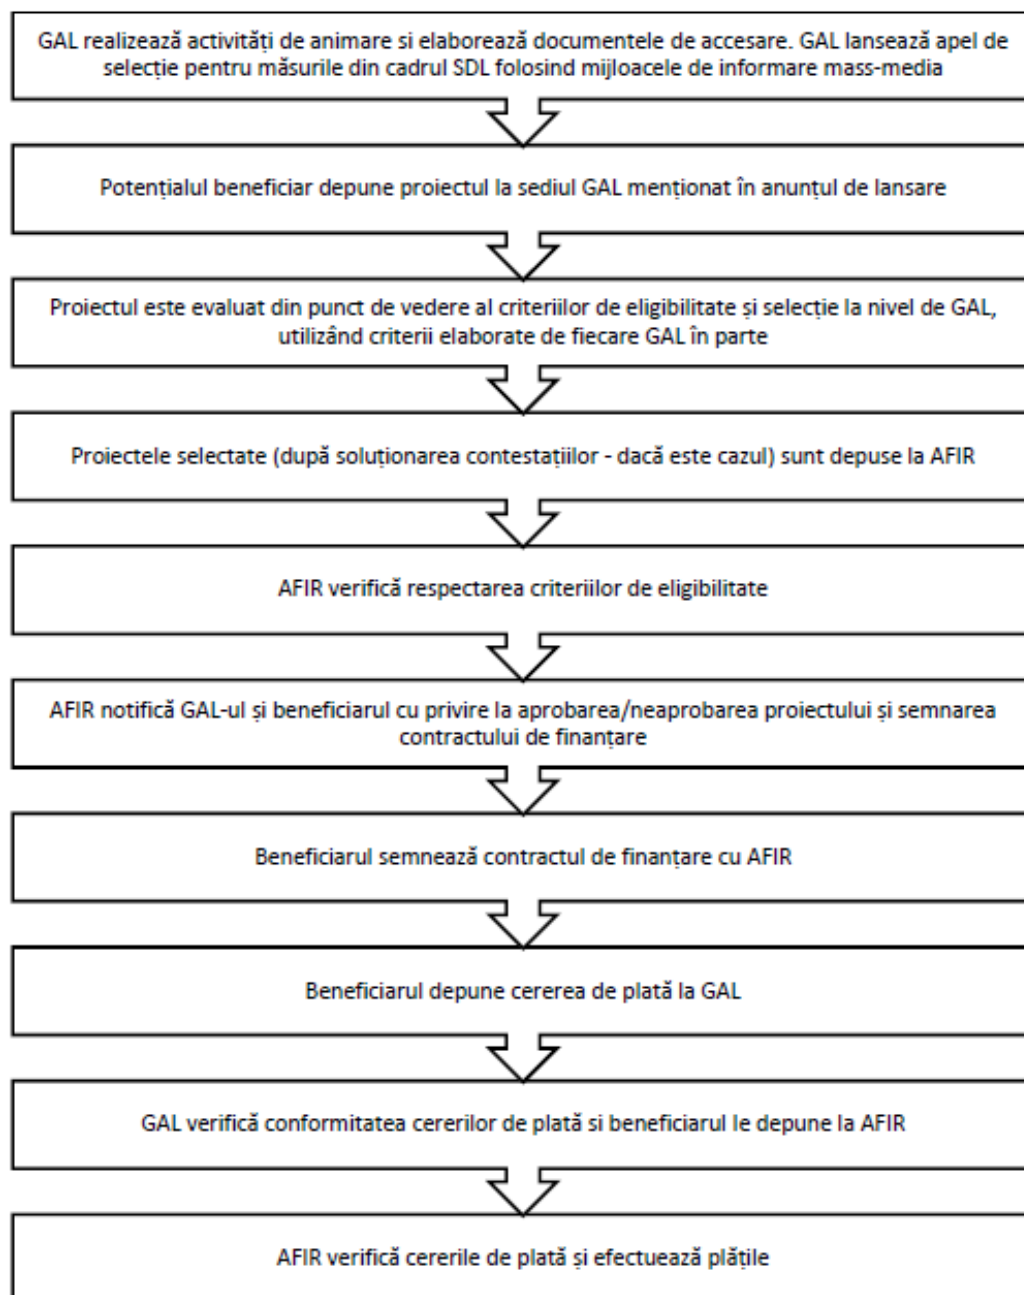 GAL realizează activități de animare si elaborează documentele de accesare. GAL lansează apel de
selecție pentru măsurile din cadrul SDL folosind mijloacele de informare mass-media
Potențialul beneficiar depune proiectul la sediul GAL menționat în anunțul de lansare
Proiectul este evaluat din punct de vedere al criteriilor de eligibilitate și selecție la nivel de GAL,
utilizând criterii elaborate de fiecare GAL în parte
Proiectele selectate (după soluționarea contestațiilor - dacă este cazul) sunt depuse la AFIR
AFIR verifică respectarea criteriilor de eligibilitate
AFIR notifică GAL-ul și beneficiarul cu privire la aprobarea/neaprobarea proiectului și semnarea
contractului de finanțare
Beneficiarul semnează contractul de finanțare cu AFIR
Beneficiarul depune cererea de plată la GAL
GAL verifică conformitatea cererilor de plată si beneficiarul le depune la AFIR
AFIR verifică cererile de plată și efectuează plățile